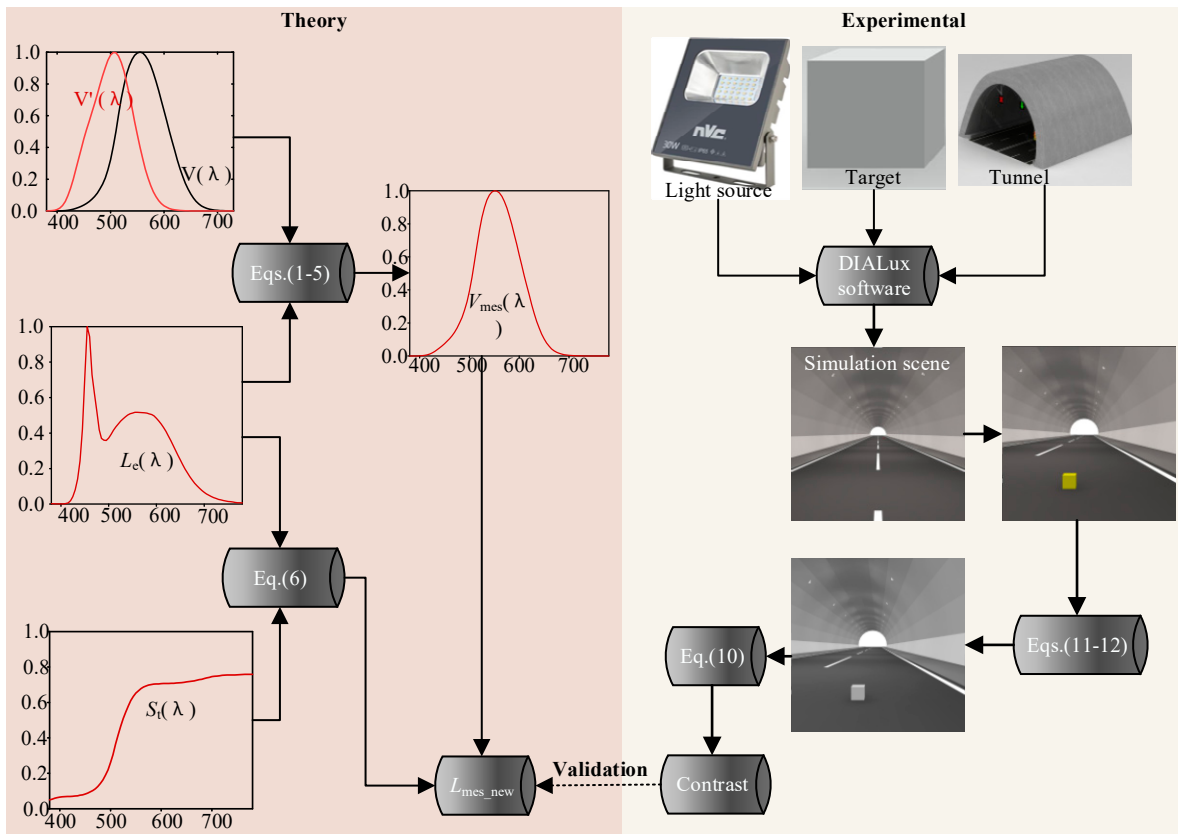 Theory
1.0
0.8
0.6
0.4
0.2
0.0
V'(λ)
V(λ)
400 500 600 700
Eqs.(1-5)
1.0
0.8
0.6
0.4
0.2
0.0
V_mes(λ
)
400 500 600 700
1.0
0.8
0.6
0.4
0.2
0.0
L_e(λ)
400 500 600 700
Eq.(6)
1.0
0.8
0.6
0.4
0.2
0.0
S_t(λ)
400 500 600 700
L_mes_new
Experimental
nVc
30W
Light source
Target
Tunnel
DIALux
software
Simulation scene
Eqs.(11-12)
Eq.(10)
Contrast
Validation